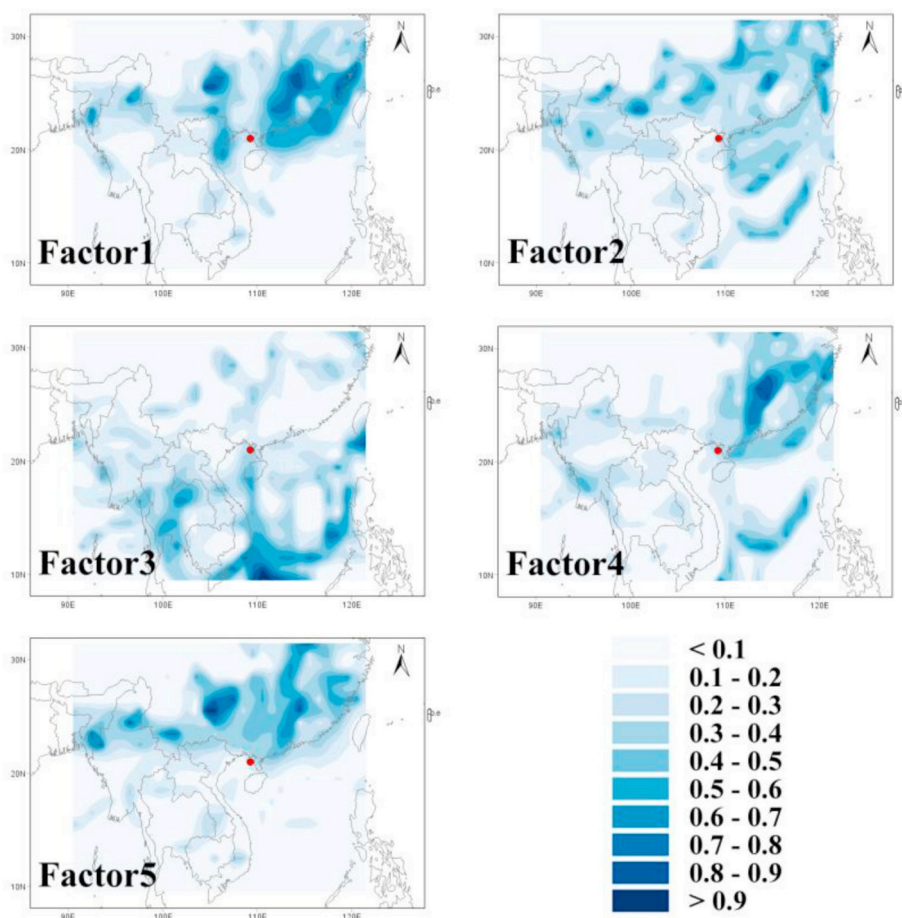 N
30N
20N
10N
Factor1
90E
100E
110E
120E
N
30N
20N
10N
Factor2
90E
100E
110E
120E
N
30N
20N
10N
Factor3
90E
100E
110E
120E
N
30N
20N
10N
Factor4
90E
100E
110E
120E
N
30N
20N
10N
Factor5
90E
100E
110E
120E
< 0.1
0.1 - 0.2
0.2 - 0.3
0.3 - 0.4
0.4 - 0.5
0.5 - 0.6
0.6 - 0.7
0.7 - 0.8
0.8 - 0.9
> 0.9